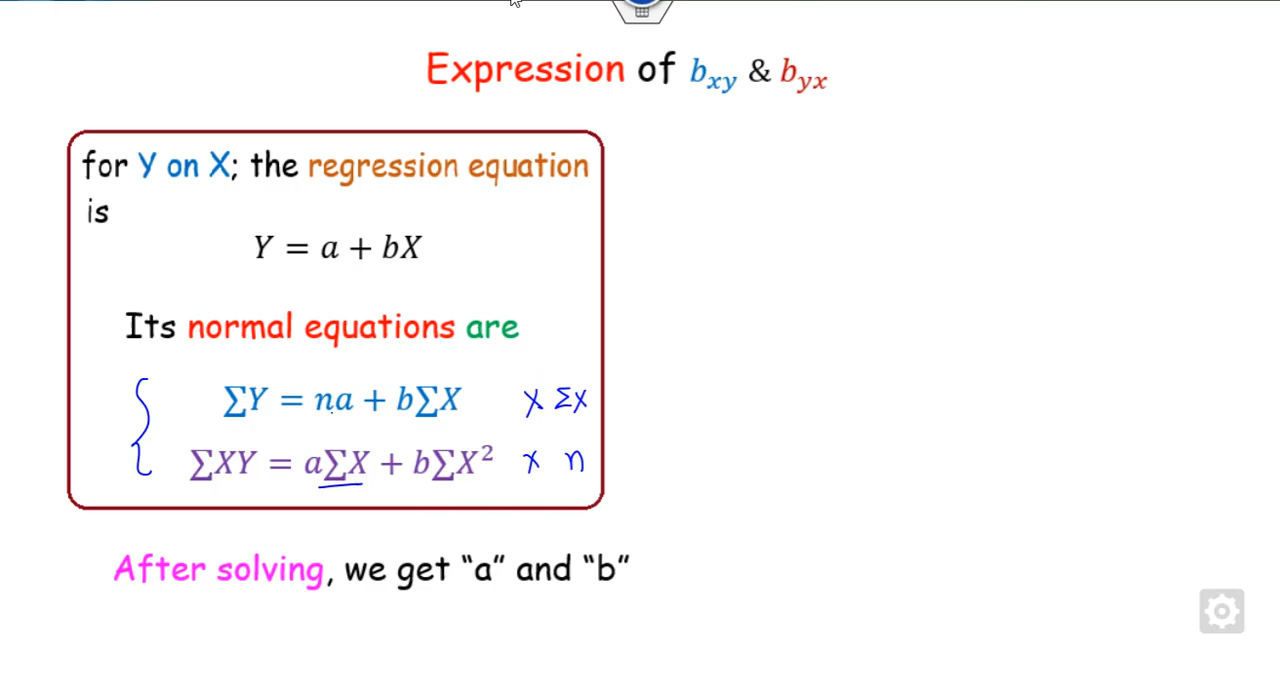 Expression of b_xy & b_yx
for Y on X; the regression equation
is
Y = a + bX
Its normal equations are
∑Y = na + b∑X × ΣX
∑XY = a∑X + b∑X² × n
After solving, we get “a” and “b”